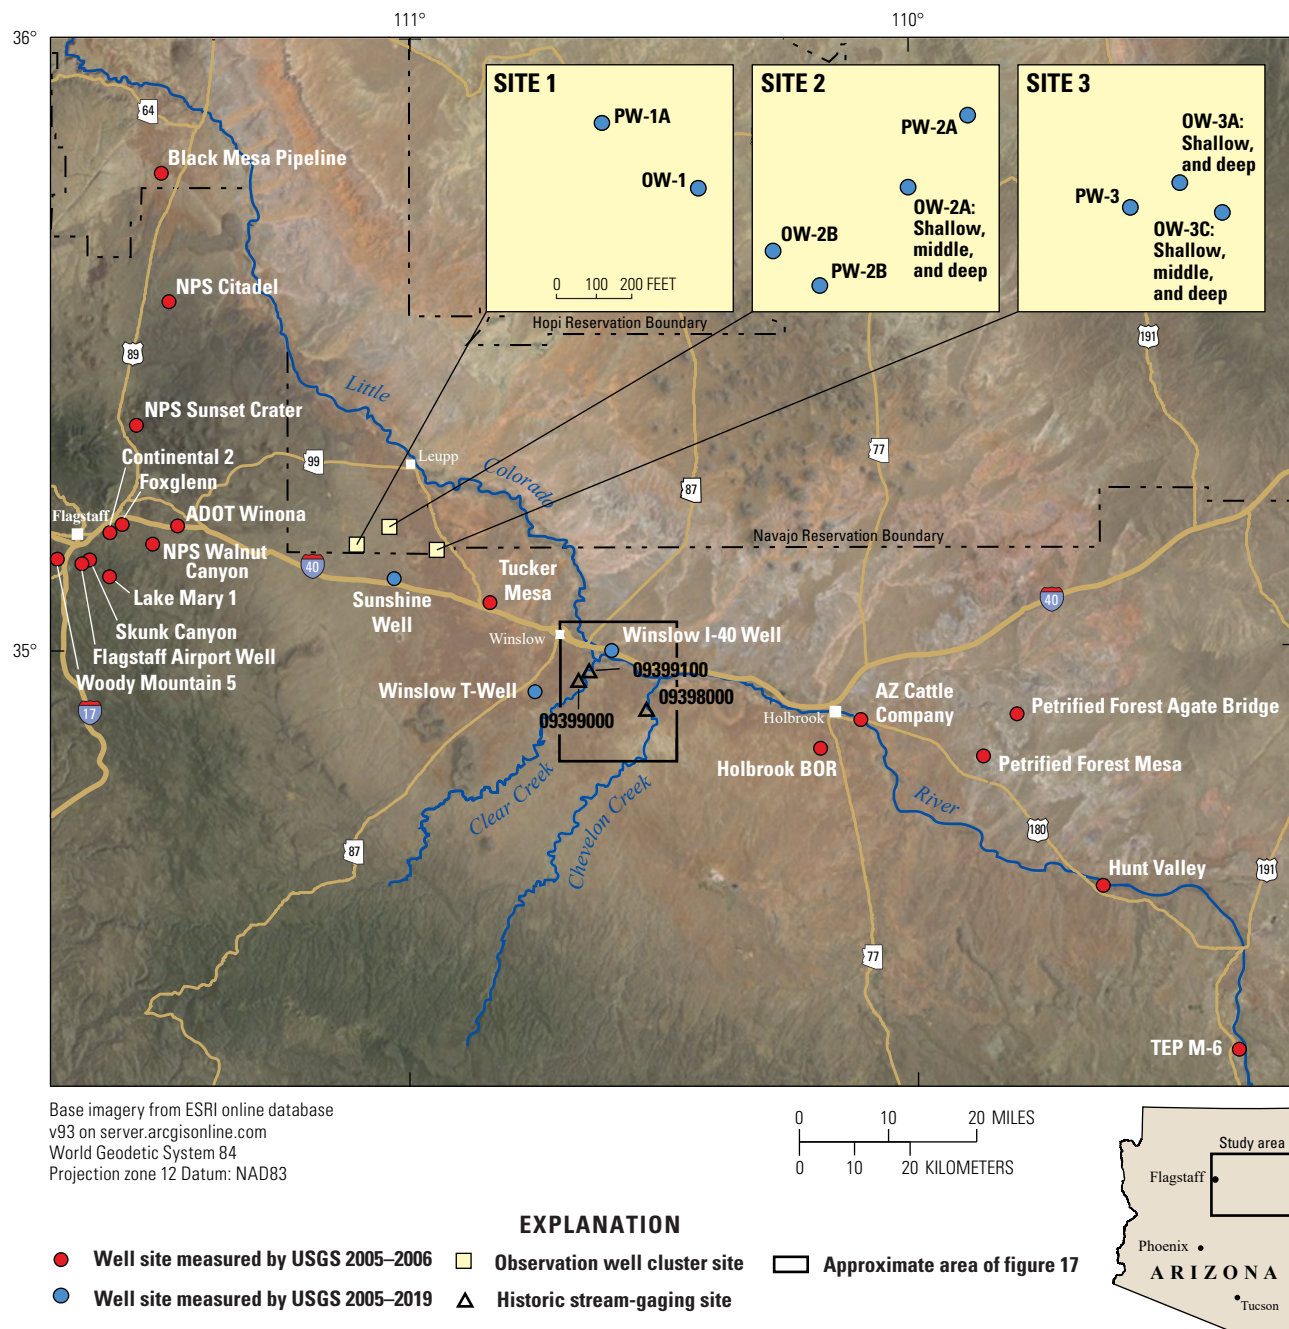 111°
110°
36°
SITE 1
PW-1A
OW-1
0 100 200 FEET
SITE 2
PW-2A
OW-2A:
Shallow,
middle,
and deep
OW-2B
PW-2B
SITE 3
OW-3A:
Shallow,
and deep
PW-3
OW-3C:
Shallow,
middle,
and deep
64
Black Mesa Pipeline
NPS Citadel
Hopi Reservation Boundary
191
89
Little
NPS Sunset Crater
Continental 2
Foxglenn
99
Leupp
Colorado
77
87
Flagstaff
ADOT Winona
NPS Walnut
Canyon
Navajo Reservation Boundary
40
Tucker
Mesa
40
Lake Mary 1
Sunshine
Well
Skunk Canyon
Flagstaff Airport Well
Woody Mountain 5
35°
Winslow
Winslow I-40 Well
09399100
09398000
Winslow T-Well
09399000
17
Holbrook
AZ Cattle
Company
Petrified Forest Agate Bridge
Holbrook BOR
Petrified Forest Mesa
Clear Creek
Chevelon Creek
River
180
87
Hunt Valley
191
77
TEP M-6
Base imagery from ESRI online database
v93 on server.arcgisonline.com
World Geodetic System 84
Projection zone 12 Datum: NAD83
0 10 20 MILES
0 10 20 KILOMETERS
Study area
Flagstaff
Phoenix
ARIZONA
Tucson
EXPLANATION
Well site measured by USGS 2005–2006
Well site measured by USGS 2005–2019
Observation well cluster site
Historic stream-gaging site
Approximate area of figure 17